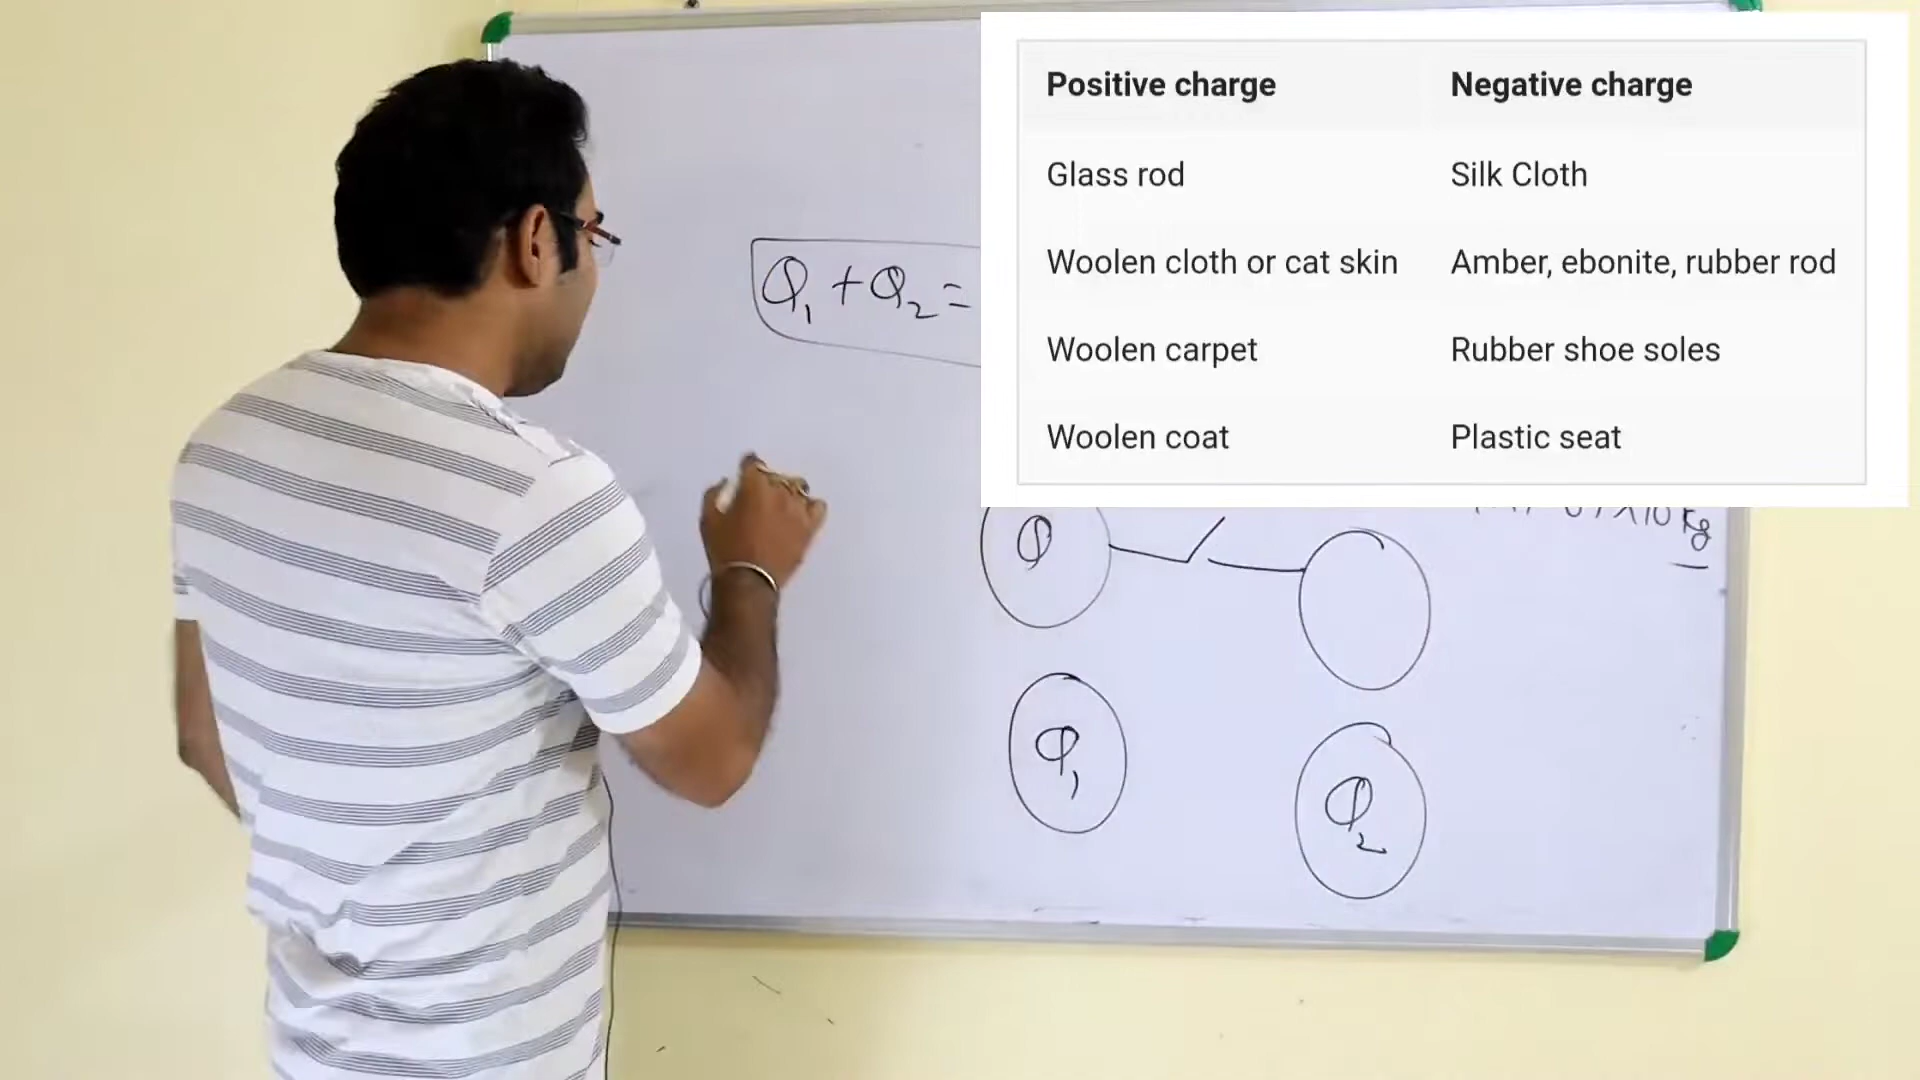 Positive charge Negative charge
Glass rod Silk Cloth
Woolen cloth or cat skin Amber, ebonite, rubber rod
Woolen carpet Rubber shoe soles
Woolen coat Plastic seat
Q₁ + Q₂ =
kg
Q
Q₁
Q₂